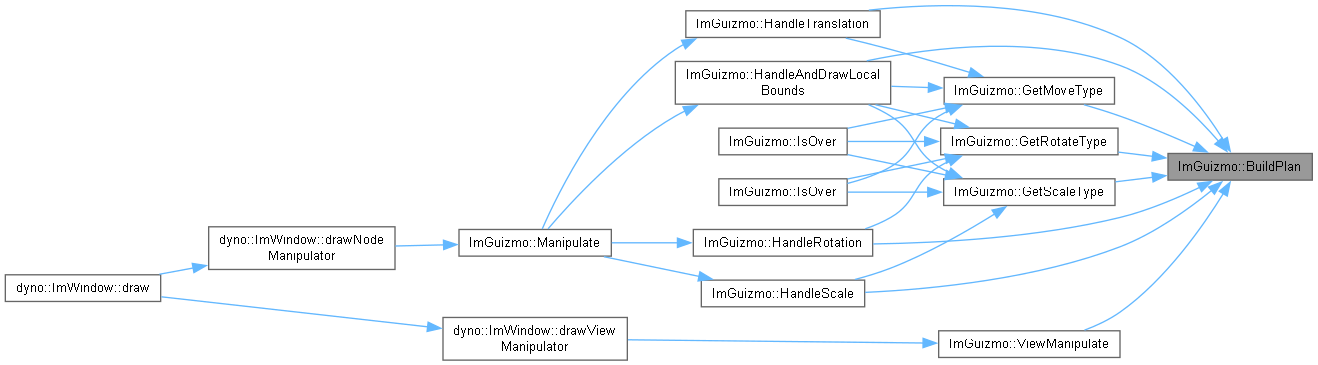 ImGuizmo::HandleTranslation
ImGuizmo::HandleAndDrawLocal
Bounds
ImGuizmo::GetMoveType
ImGuizmo::IsOver
ImGuizmo::GetRotateType
ImGuizmo::BuildPlan
ImGuizmo::IsOver
ImGuizmo::GetScaleType
dyno::ImWindow::drawNode
Manipulator
ImGuizmo::Manipulate
ImGuizmo::HandleRotation
dyno::ImWindow::draw
ImGuizmo::HandleScale
dyno::ImWindow::drawView
Manipulator
ImGuizmo::ViewManipulate